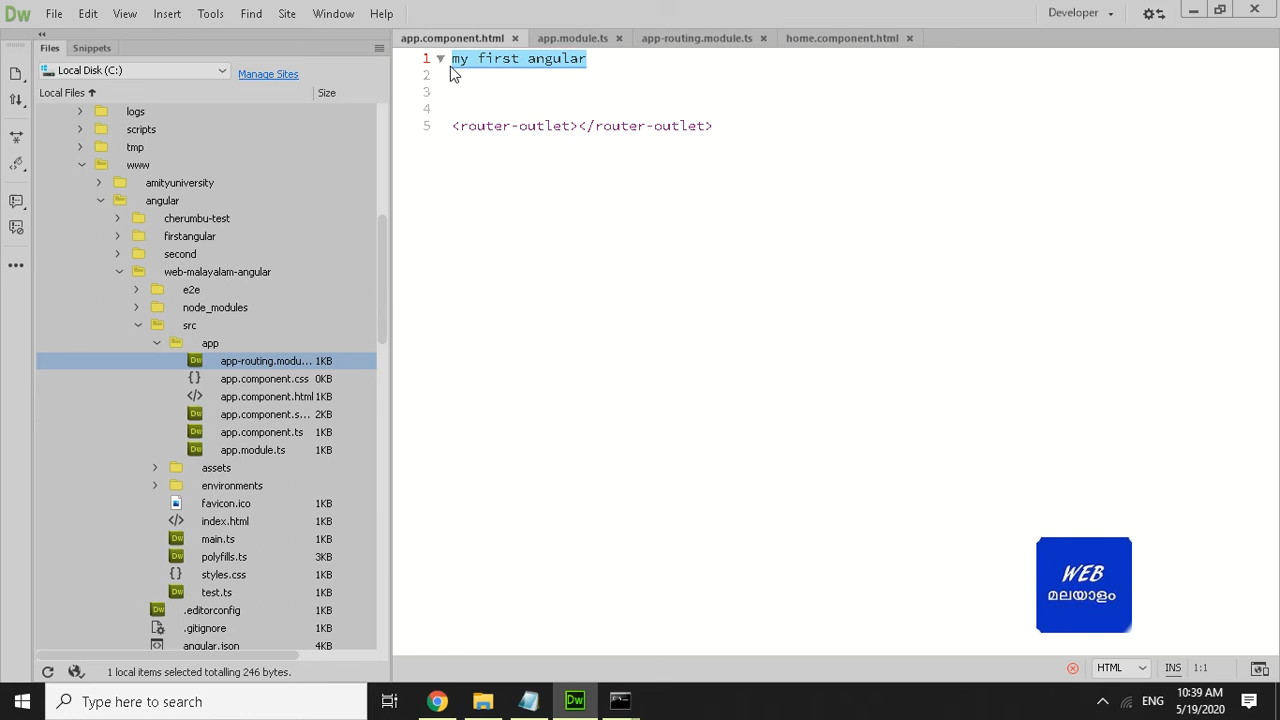 Dw File Edit View Insert Tools Find Site Window Help Developer
Files Snippets
Local Disk (C:) Manage Sites
Local Files Size
logs
scripts
tmp
www
amityuniversity
angular
cherumbu-test
firstangular
second
web-malayalam-angular
e2e
node_modules
src
app
app-routing.modu... 1KB
app.component.css 0KB
app.component.html 1KB
app.component.s... 2KB
app.component.ts 1KB
app.module.ts 1KB
assets
environments
favicon.ico 1KB
index.html 1KB
main.ts 1KB
polyfills.ts 3KB
styles.css 1KB
test.ts 1KB
.editorconfig 1KB
.gitignore 1KB
angular.json 4KB
1 local items selected totalling 246 bytes.
app.component.html app.module.ts app-routing.module.ts home.component.html
1 my first angular
2
3
4
5 <router-outlet></router-outlet>
WEB
മലയാളം
HTML INS 1:1
Type here to search Dw ENG 10:39 AM
5/19/2020